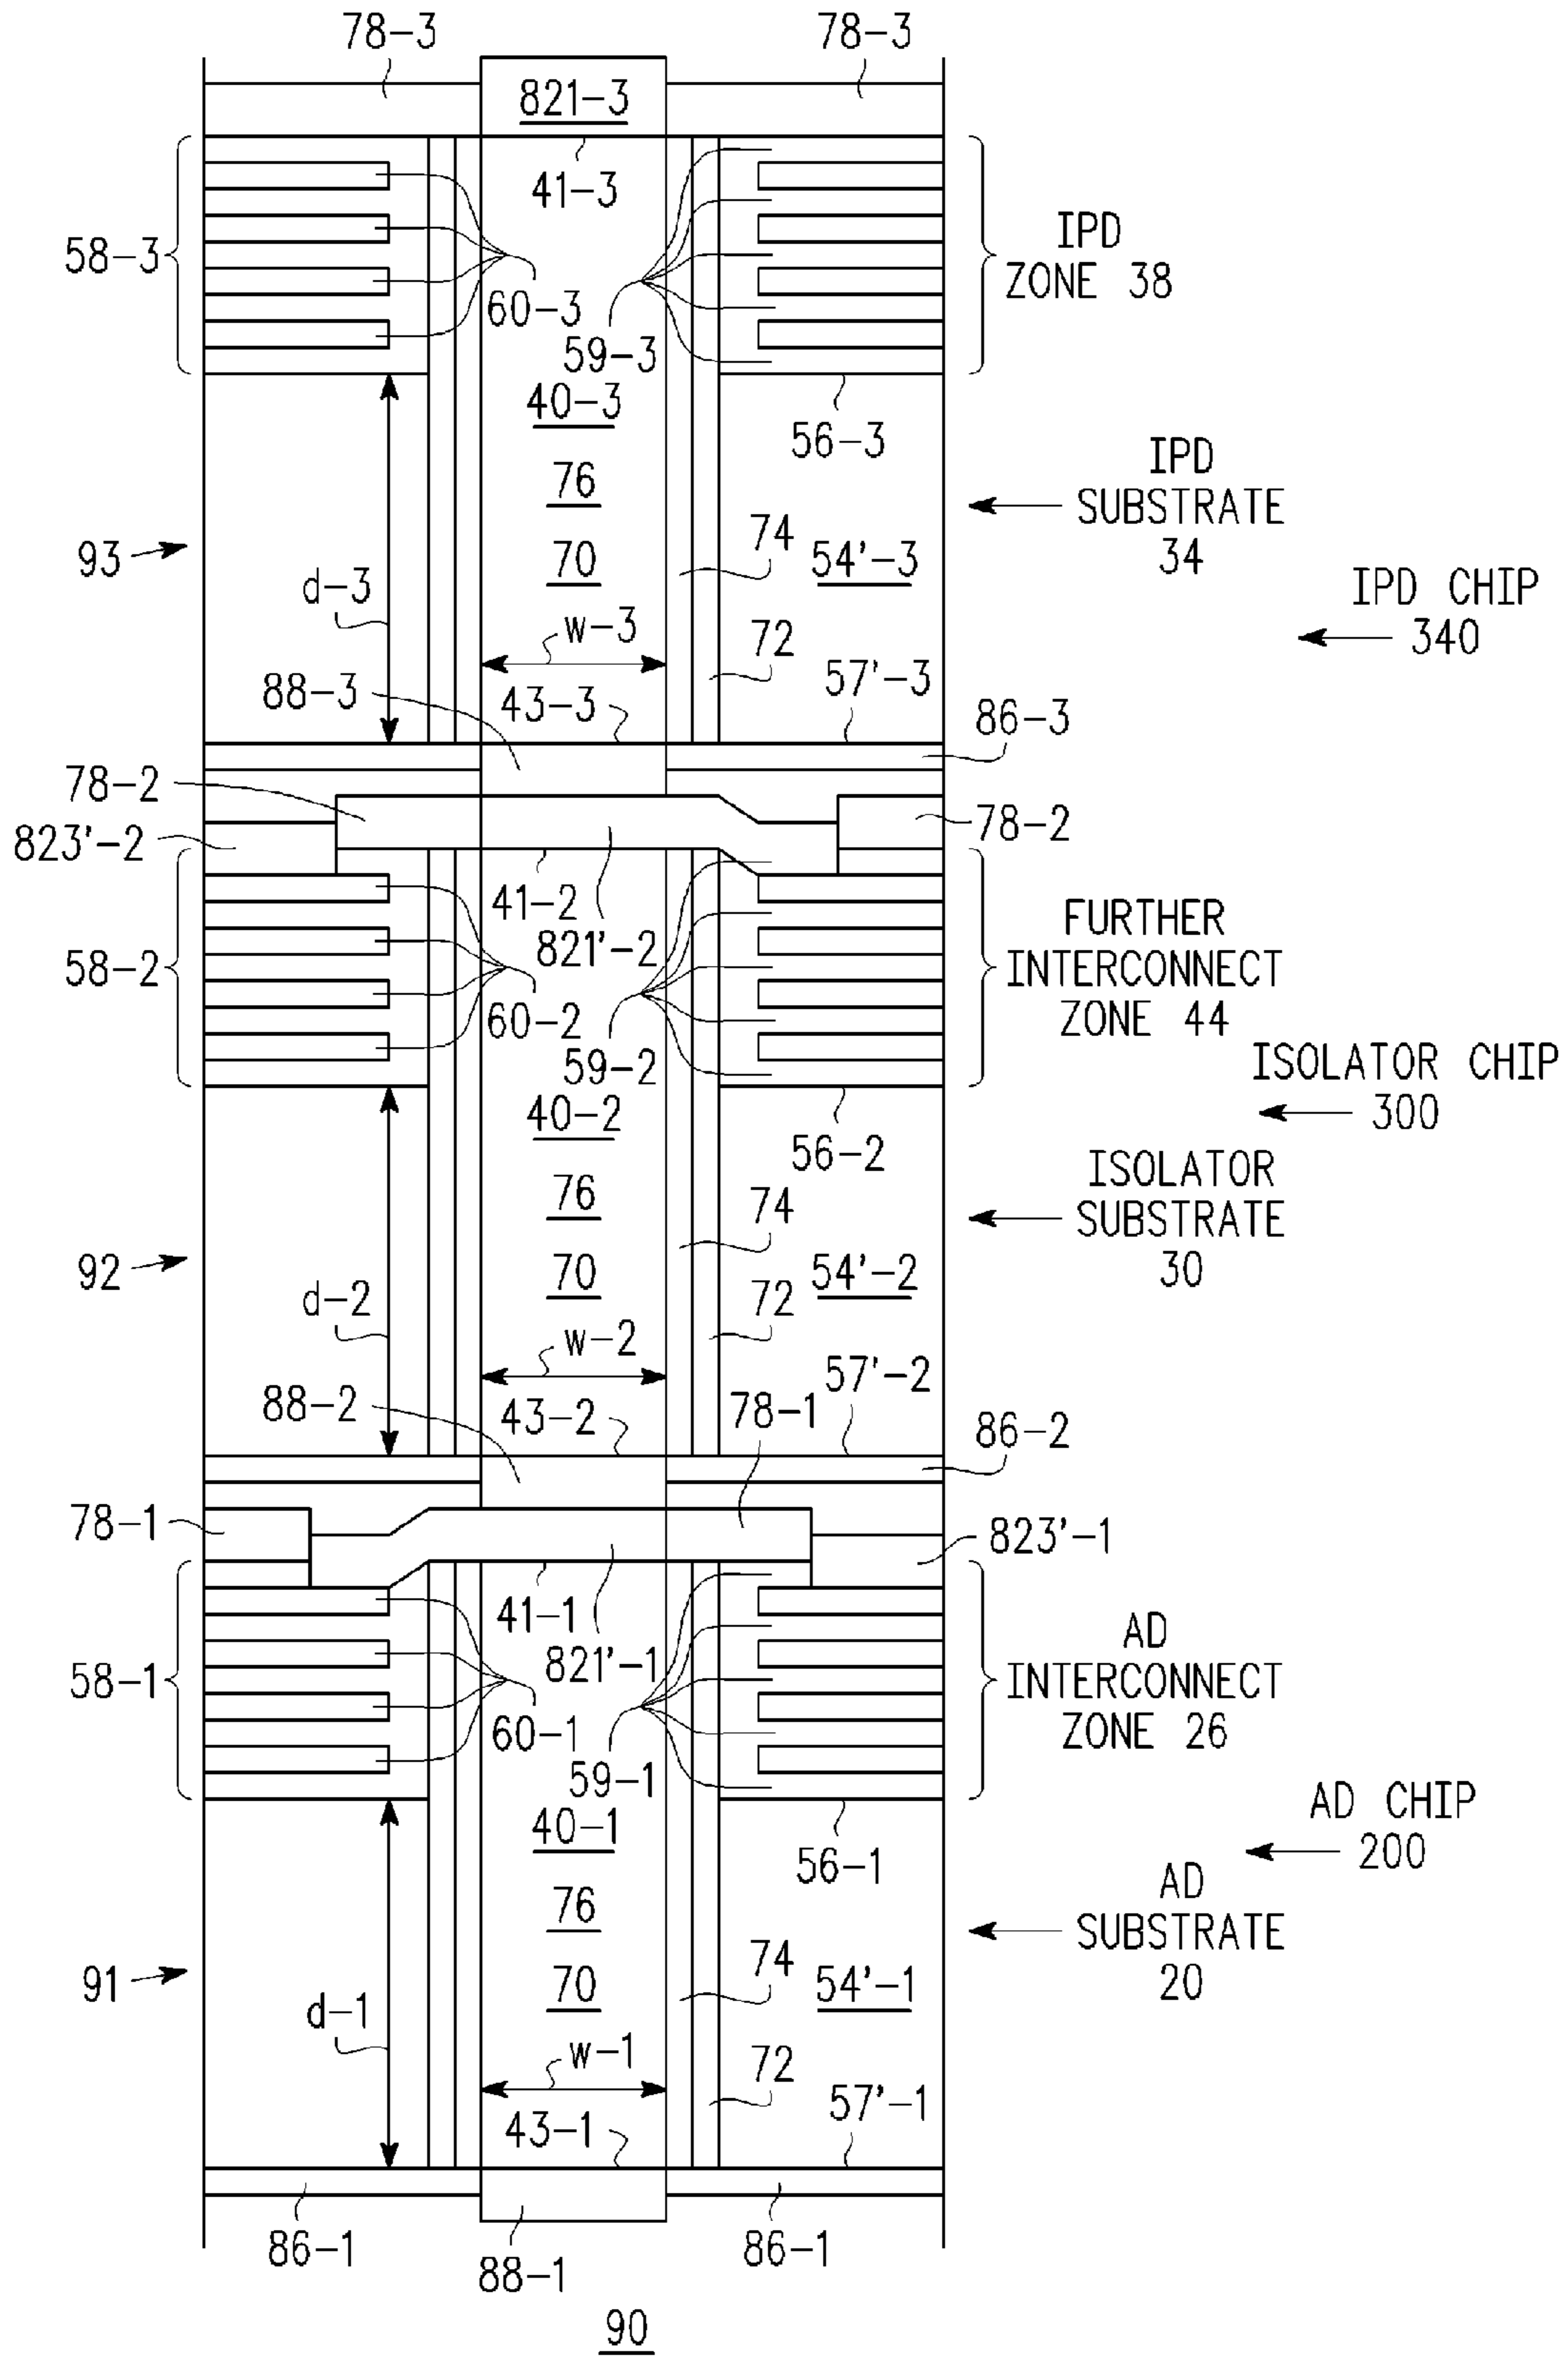 78-3
78-3
821-3
41-3
58-3
60-3
59-3
IPD
ZONE 38
40-3
56-3
76
IPD
SUBSTRATE
34
93
70
74
54'-3
d-3
W-3
72
IPD CHIP
340
88-3
43-3
57'-3
86-3
78-2
78-2
823'-2
41-2
821'-2
58-2
60-2
59-2
FURTHER
INTERCONNECT
ZONE 44
40-2
56-2
ISOLATOR CHIP
300
76
74
ISOLATOR
SUBSTRATE
30
92
70
54'-2
d-2
72
W-2
57'-2
88-2
43-2
78-1
86-2
78-1
823'-1
41-1
821'-1
58-1
60-1
59-1
AD
INTERCONNECT
ZONE 26
40-1
56-1
AD CHIP
200
76
74
AD
SUBSTRATE
20
91
70
54'-1
d-1
W-1
72
43-1
57'-1
86-1
88-1
86-1
90